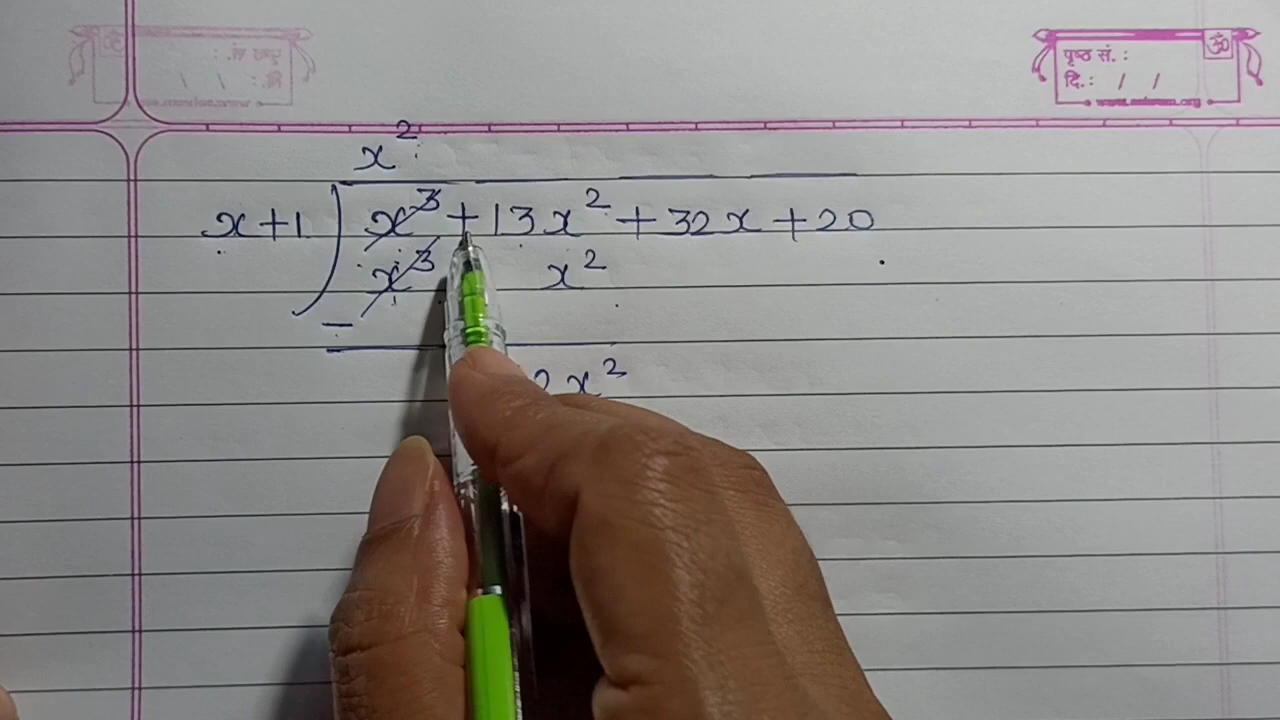 पृष्ठ सं. :
दि. : / /
x²
x+1 ) x³ + 13x² + 32x + 20
x³ x²
−
2x²